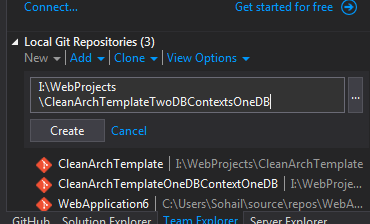 Connect...
Get started for free
Local Git Repositories (3)
New | Add | Clone | View Options
I:\WebProjects
\CleanArchTemplateTwoDBContextsOneDB
...
Create Cancel
CleanArchTemplate | I:\WebProjects\CleanArchTemplate
CleanArchTemplateOneDBContextOneDB | I:\WebProje...
WebApplication6 | C:\Users\Sohail\source\repos\WebA...
GitHub Solution Explorer Team Explorer Server Explorer